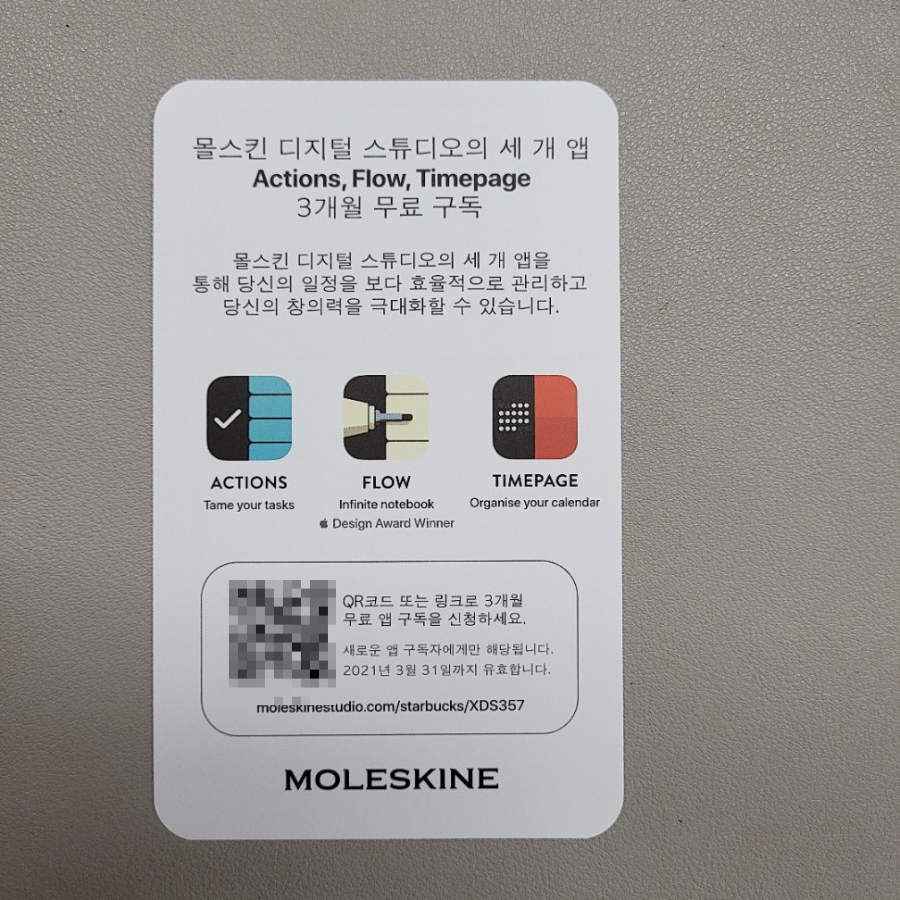 몰스킨 디지털 스튜디오의 세 개 앱
Actions, Flow, Timepage
3개월 무료 구독
몰스킨 디지털 스튜디오의 세 개 앱을
통해 당신의 일정을 보다 효율적으로 관리하고
당신의 창의력을 극대화할 수 있습니다.
ACTIONS
Tame your tasks
FLOW
Infinite notebook
Design Award Winner
TIMEPAGE
Organise your calendar
QR코드 또는 링크로 3개월
무료 앱 구독을 신청하세요.
새로운 앱 구독자에게만 해당됩니다.
2021년 3월 31일까지 유효합니다.
moleskinestudio.com/starbucks/XDS357
MOLESKINE